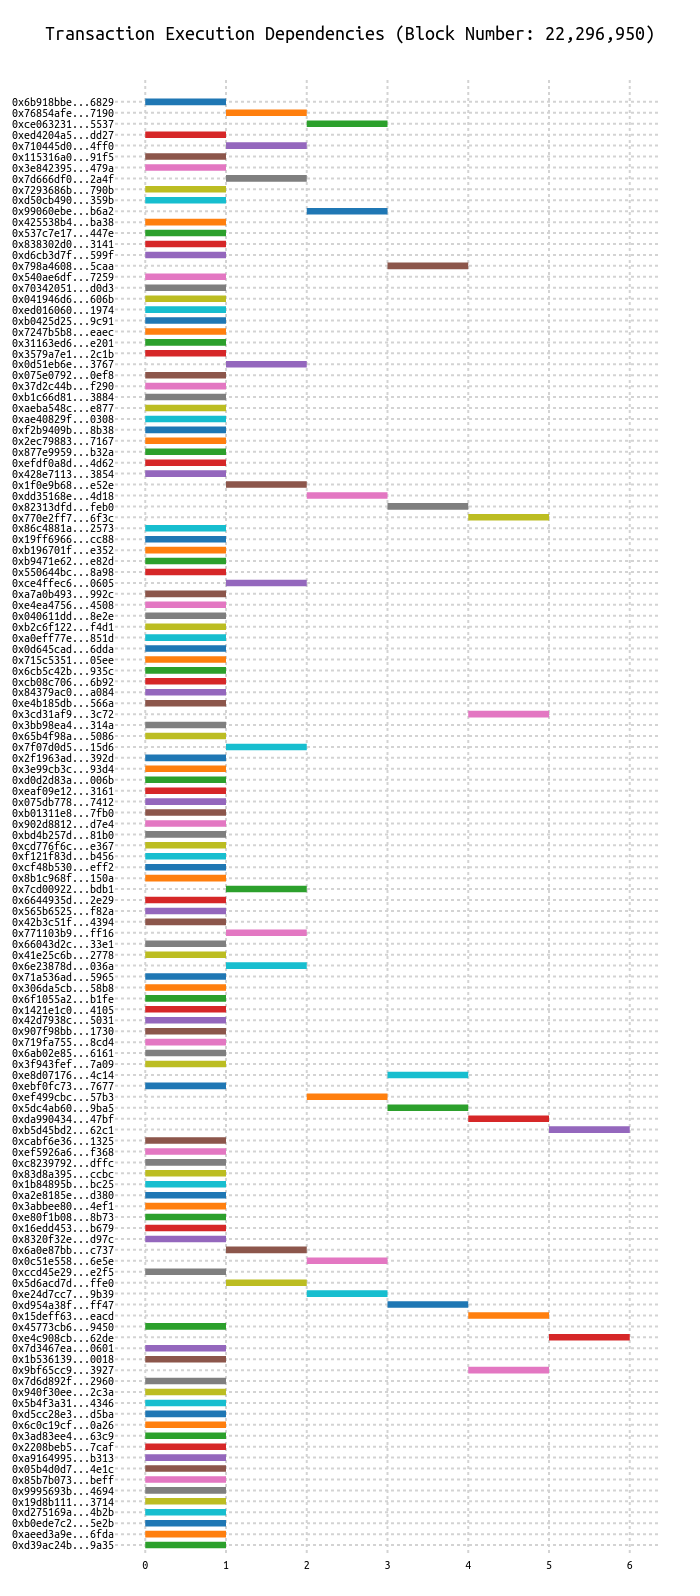 Transaction Execution Dependencies (Block Number: 22,296,950)
0x6b918bbe...6829
0x76854afe...7190
0xce063231...5537
0xed4204a5...dd27
0x710445d0...4ff0
0x115316a0...91f5
0x3e842395...479a
0x7d666df0...2a4f
0x7293686b...790b
0xd50cb490...359b
0x99060ebe...b6a2
0x425538b4...ba38
0x537c7e17...447e
0x838302d0...3141
0xd6cb3d7f...599f
0x798a4608...5caa
0x540ae6df...7259
0x70342051...d0d3
0x041946d6...606b
0xed016060...1974
0xb0425d25...9c91
0x7247b5b8...eaec
0x31163ed6...e201
0x3579a7e1...2c1b
0x0d51eb6e...3767
0x075e0792...0ef8
0x37d2c44b...f290
0xb1c66d81...3884
0xaeba548c...e877
0xae40829f...0308
0xf2b9409b...8b38
0x2ec79883...7167
0x877e9959...b32a
0xefdf0a8d...4d62
0x428e7113...3854
0x1f0e9b68...e52e
0xdd35168e...4d18
0x82313dfd...feb0
0x770e2ff7...6f3c
0x86c4881a...2573
0x19ff6966...cc88
0xb196701f...e352
0xb9471e62...e82d
0x550644bc...8a98
0xce4ffec6...0605
0xa7a0b493...992c
0xe4ea4756...4508
0x040611dd...8e2e
0xb2c6f122...f4d1
0xa0eff77e...851d
0x0d645cad...6dda
0x715c5351...05ee
0x6cb5c42b...935c
0xcb08c706...6b92
0x84379ac0...a084
0xe4b185db...566a
0x3cd31af9...3c72
0x3bb98ea4...314a
0x65b4f98a...5086
0x7f07d0d5...15d6
0x2f1963ad...392d
0x3e99cb3c...93d4
0xd0d2d83a...006b
0xeaf09e12...3161
0x075db778...7412
0xb01311e8...7fb0
0x902d8812...d7e4
0xbd4b257d...81b0
0xcd776f6c...e367
0xf121f83d...b456
0xcf48b530...eff2
0x8b1c968f...150a
0x7cd00922...bdb1
0x6644935d...2e29
0x565b6525...f82a
0x42b3c51f...4394
0x771103b9...ff16
0x66043d2c...33e1
0x41e25c6b...2778
0x6e23878d...036a
0x71a536ad...5965
0x306da5cb...58b8
0x6f1055a2...b1fe
0x1421e1c0...4105
0x42d7938c...5031
0x907f98bb...1730
0x719fa755...8cd4
0x6ab02e85...6161
0x3f943fef...7a09
0xe8d07176...4c14
0xebf0fc73...7677
0xef499cbc...57b3
0x5dc4ab60...9ba5
0xda990434...47bf
0xb5d45bd2...62c1
0xcabf6e36...1325
0xef5926a6...f368
0xc8239792...dffc
0x83d8a395...ccbc
0x1b84895b...bc25
0xa2e8185e...d380
0x3abbee80...4ef1
0xe80f1b08...8b73
0x16edd453...b679
0x8320f32e...d97c
0x6a0e87bb...c737
0x0c51e558...6e5e
0xccd45e29...e2f5
0x5d6acd7d...ffe0
0xe24d7cc7...9b39
0xd954a38f...ff47
0x15deff63...eacd
0x45773cb6...9450
0xe4c908cb...62de
0x7d3467ea...0601
0x1b536139...0018
0x9bf65cc9...3927
0x7d6d892f...2960
0x940f30ee...2c3a
0x5b4f3a31...4346
0xd5cc28e3...d5ba
0x6c0c19cf...0a26
0x3ad83ee4...63c9
0x2208beb5...7caf
0xa9164995...b313
0x05b4d0d7...4e1c
0x85b7b073...beff
0x9995693b...4694
0x19d8b111...3714
0xd275169a...4b2b
0xb0ede7c2...5e2b
0xaeed3a9e...6fda
0xd39ac24b...9a35
0 1 2 3 4 5 6